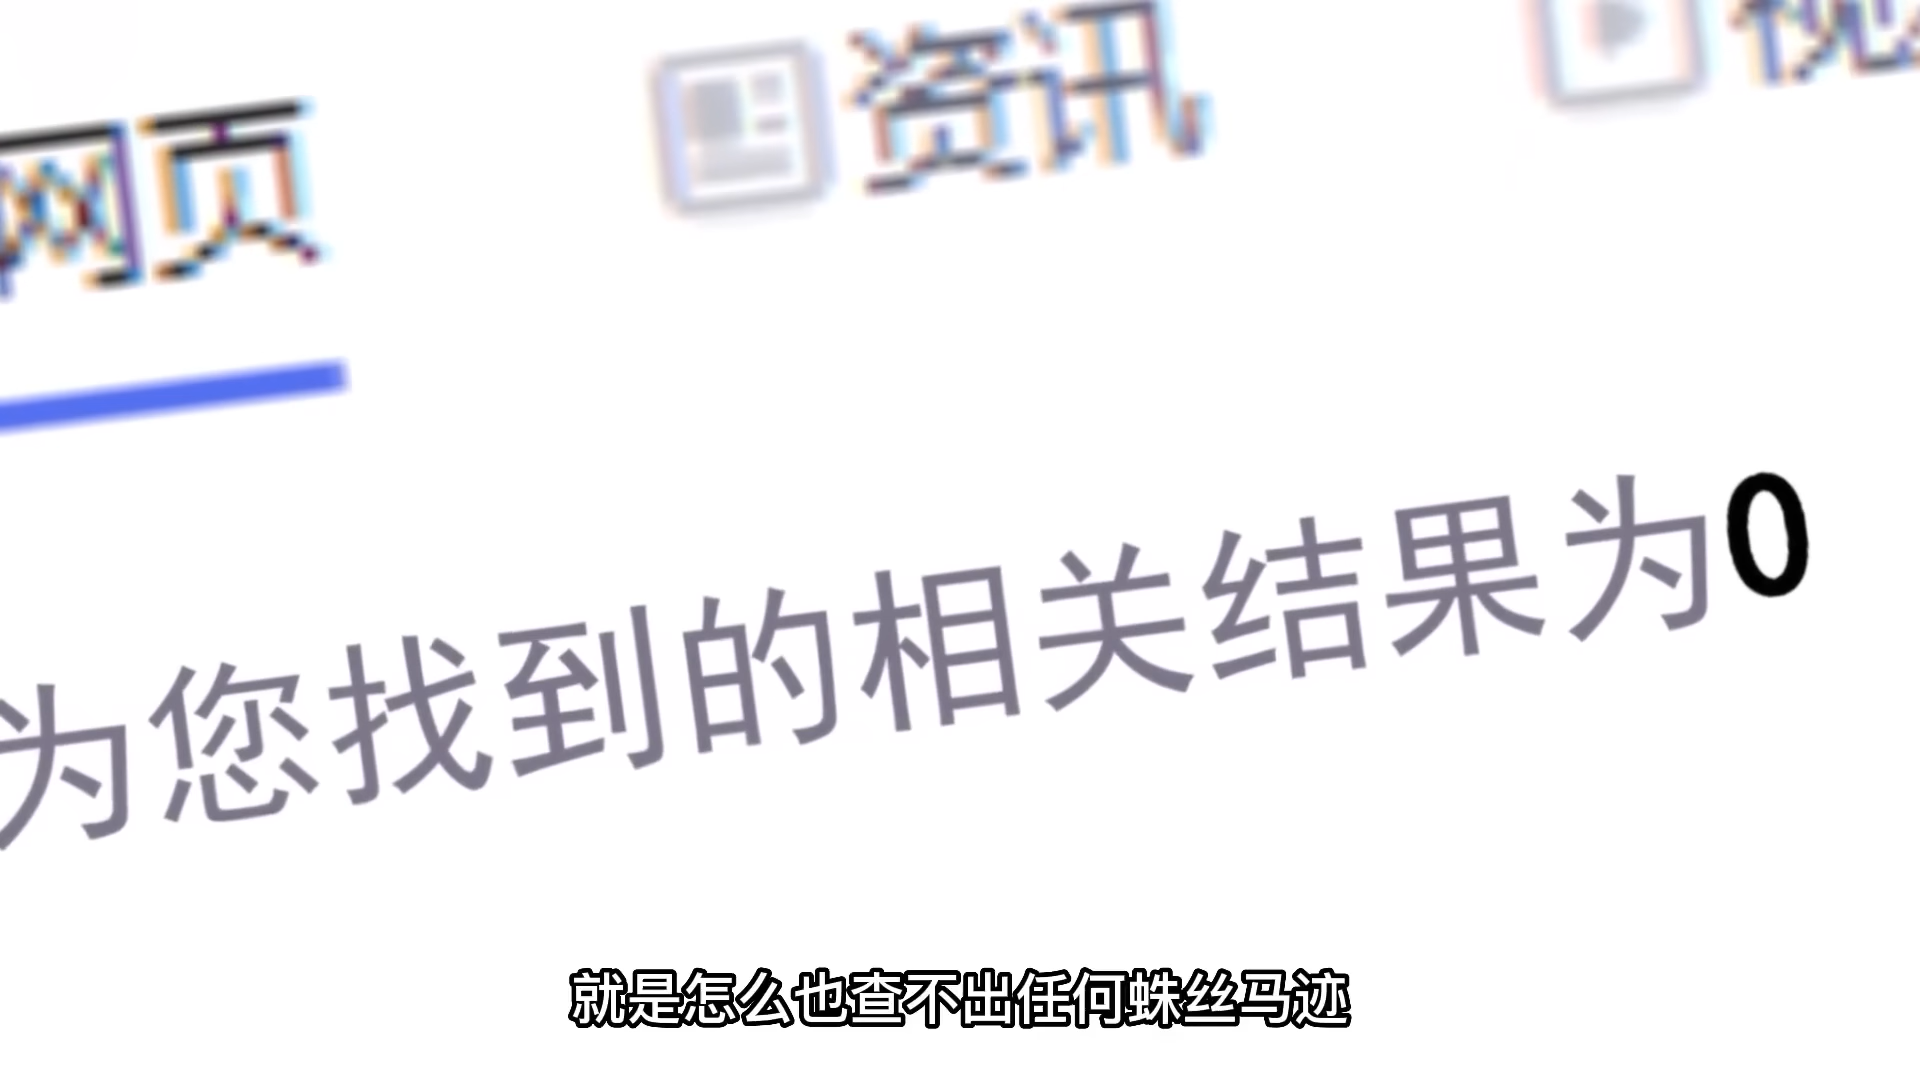 网页 资讯
为您找到的相关结果为0
就是怎么也查不出任何蛛丝马迹